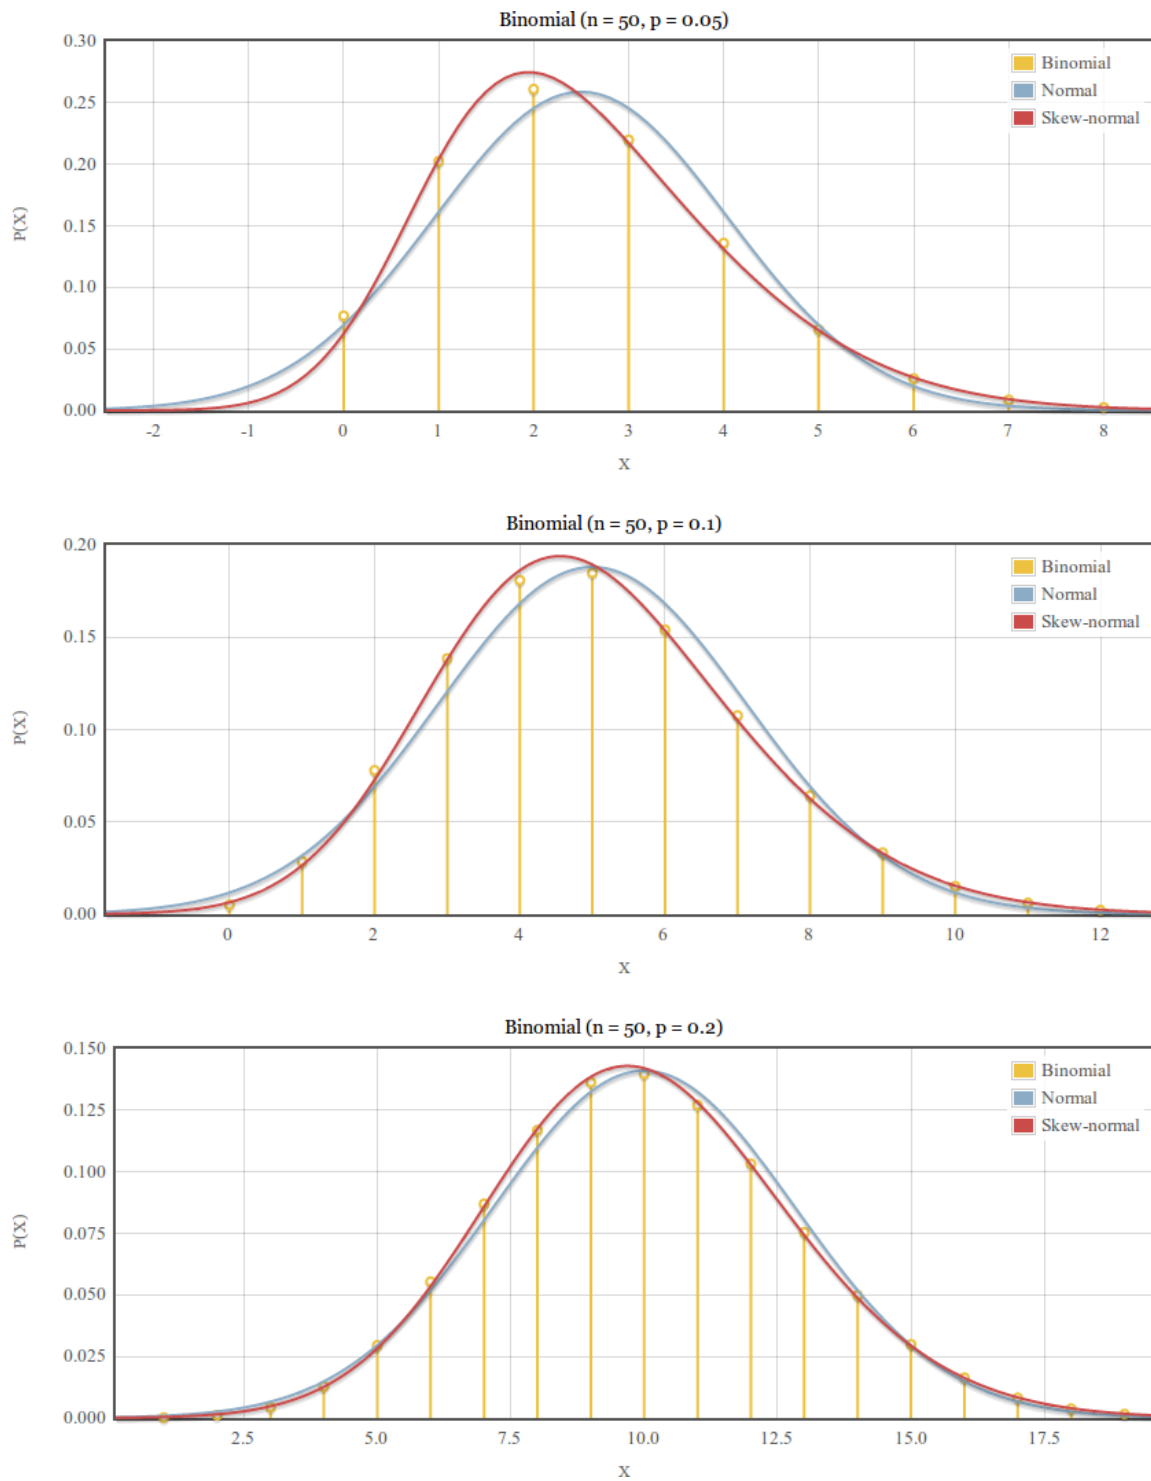 Binomial (n = 50, p = 0.05)
0.30
0.25
0.20
0.15
0.10
0.05
0.00
P(X)
Binomial
Normal
Skew-normal
-2 -1 0 1 2 3 4 5 6 7 8
X
Binomial (n = 50, p = 0.1)
0.20
0.15
0.10
0.05
0.00
P(X)
Binomial
Normal
Skew-normal
0 2 4 6 8 10 12
X
Binomial (n = 50, p = 0.2)
0.150
0.125
0.100
0.075
0.050
0.025
0.000
P(X)
Binomial
Normal
Skew-normal
2.5 5.0 7.5 10.0 12.5 15.0 17.5
X